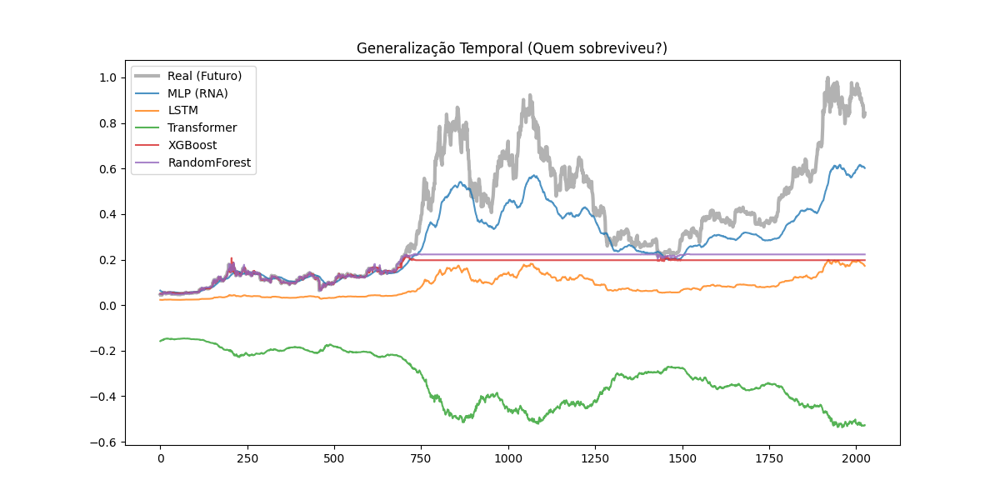 Generalização Temporal (Quem sobreviveu?)
Real (Futuro)
MLP (RNA)
LSTM
Transformer
XGBoost
RandomForest
1.0
0.8
0.6
0.4
0.2
0.0
−0.2
−0.4
−0.6
0 250 500 750 1000 1250 1500 1750 2000